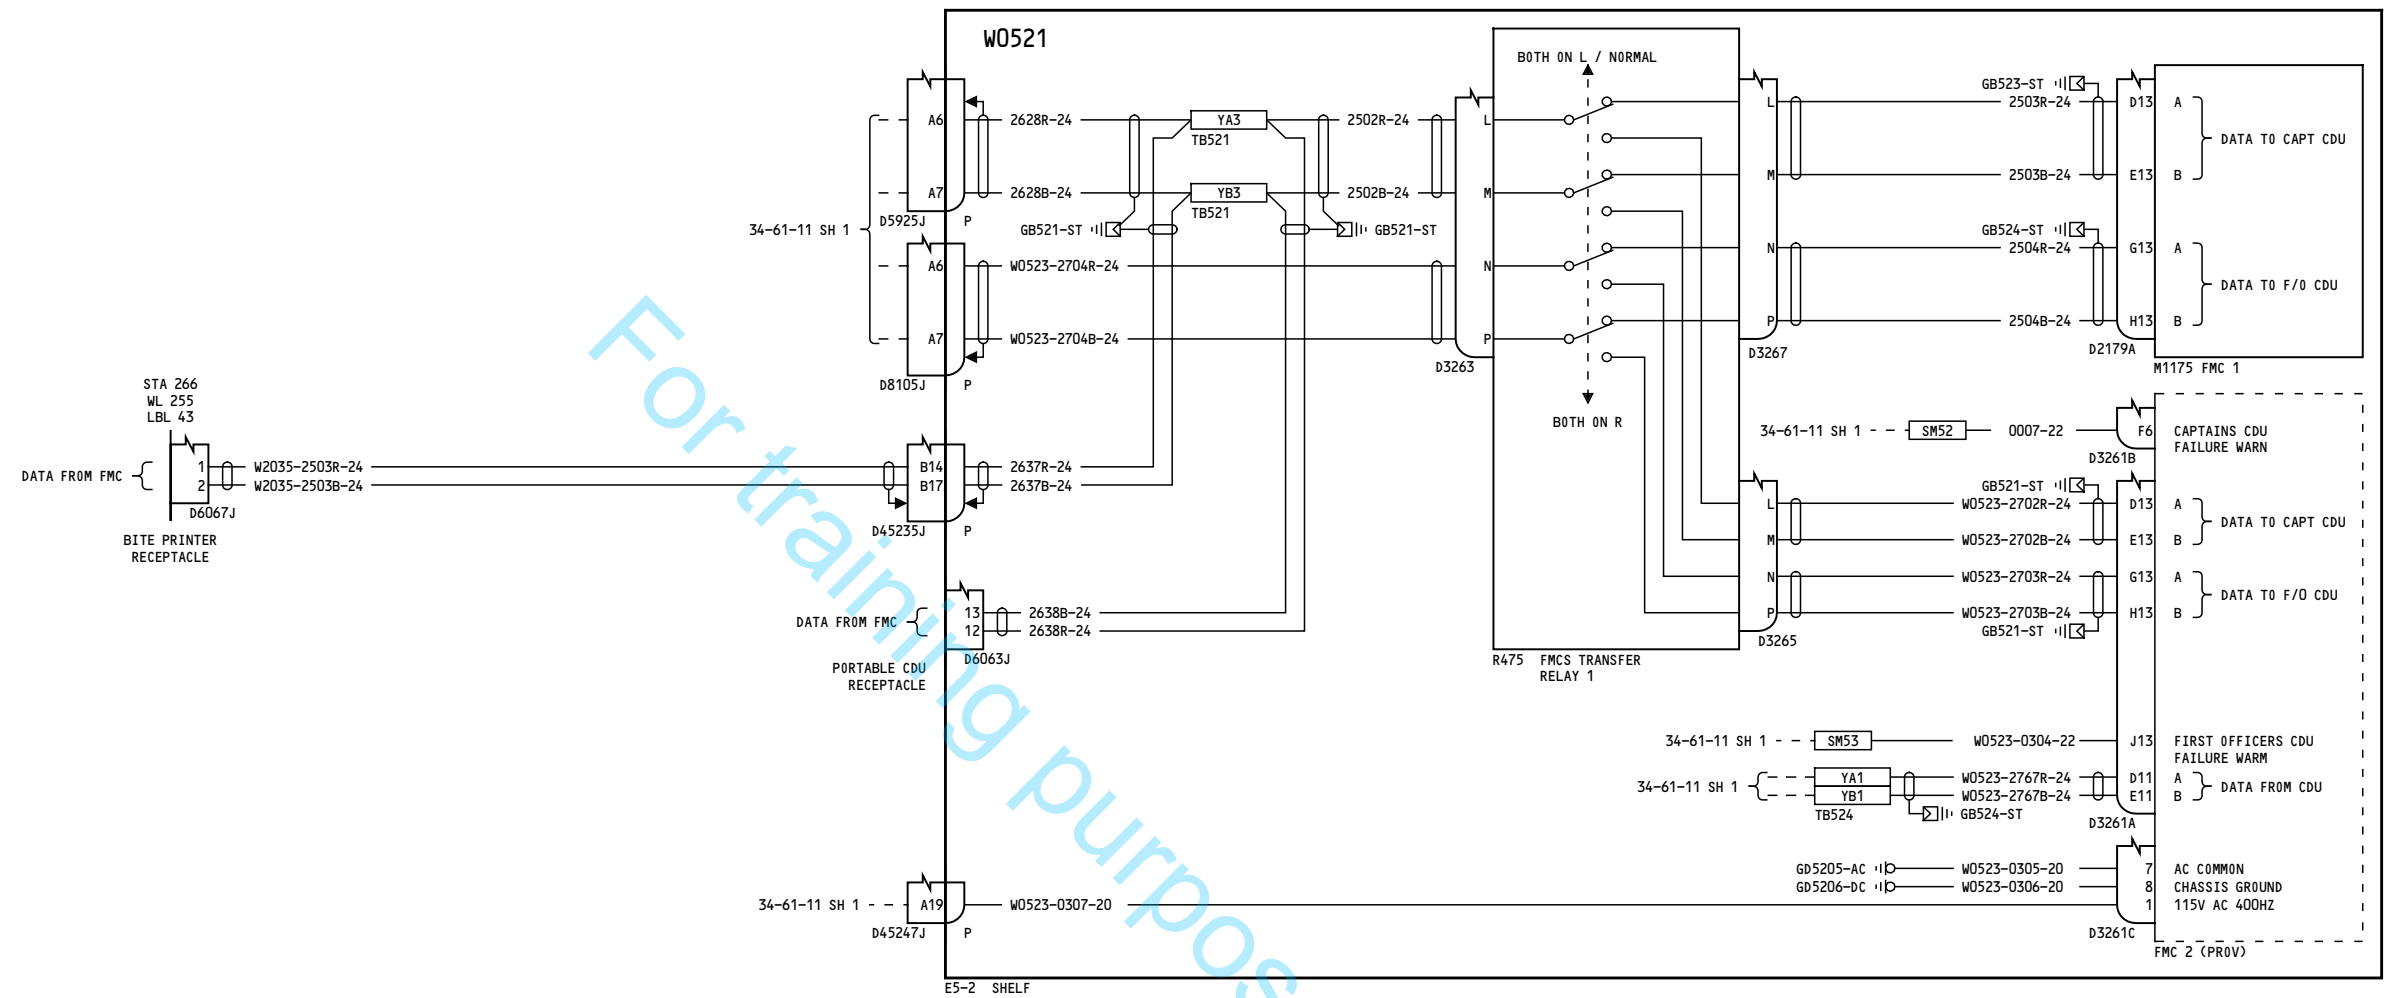 W0521
BOTH ON L / NORMAL
A6
2628R-24
YA3
TB521
2502R-24
L
L
GB523-ST
2503R-24
D13 A
DATA TO CAPT CDU
A7
2628B-24
YB3
TB521
2502B-24
M
M
2503B-24
E13 B
D5925J P
34-61-11 SH 1
GB521-ST
GB521-ST
GB524-ST
2504R-24
G13 A
N
A6
W0523-2704R-24
N
DATA TO F/O CDU
A7
W0523-2704B-24
P
P
2504B-24
H13 B
D3263
D3267
D2179A
M1175 FMC 1
D8105J P
BOTH ON R
STA 266
WL 255
LBL 43
DATA FROM FMC
1
W2035-2503R-24
B14
2637R-24
2
W2035-2503B-24
B17
2637B-24
D6067J
D45235J P
BITE PRINTER
RECEPTACLE
34-61-11 SH 1
SM52
0007-22
F6 CAPTAINS CDU
FAILURE WARN
D3261B
GB521-ST
L
W0523-2702R-24
D13 A
DATA TO CAPT CDU
M
W0523-2702B-24
E13 B
N
W0523-2703R-24
G13 A
DATA TO F/O CDU
P
W0523-2703B-24
H13 B
GB521-ST
D3265
DATA FROM FMC
13
2638B-24
12
2638R-24
D6063J
PORTABLE CDU
RECEPTACLE
R475 FMCS TRANSFER
RELAY 1
34-61-11 SH 1
SM53
W0523-0304-22
J13 FIRST OFFICERS CDU
FAILURE WARM
34-61-11 SH 1
YA1
W0523-2767R-24
D11 A
DATA FROM CDU
YB1
W0523-2767B-24
E11 B
TB524
GB524-ST
D3261A
GD5205-AC
W0523-0305-20
7 AC COMMON
GD5206-DC
W0523-0306-20
8 CHASSIS GROUND
34-61-11 SH 1
A19
W0523-0307-20
1 115V AC 400HZ
D45247J P
D3261C
FMC 2 (PROV)
E5-2 SHELF
For training purpos